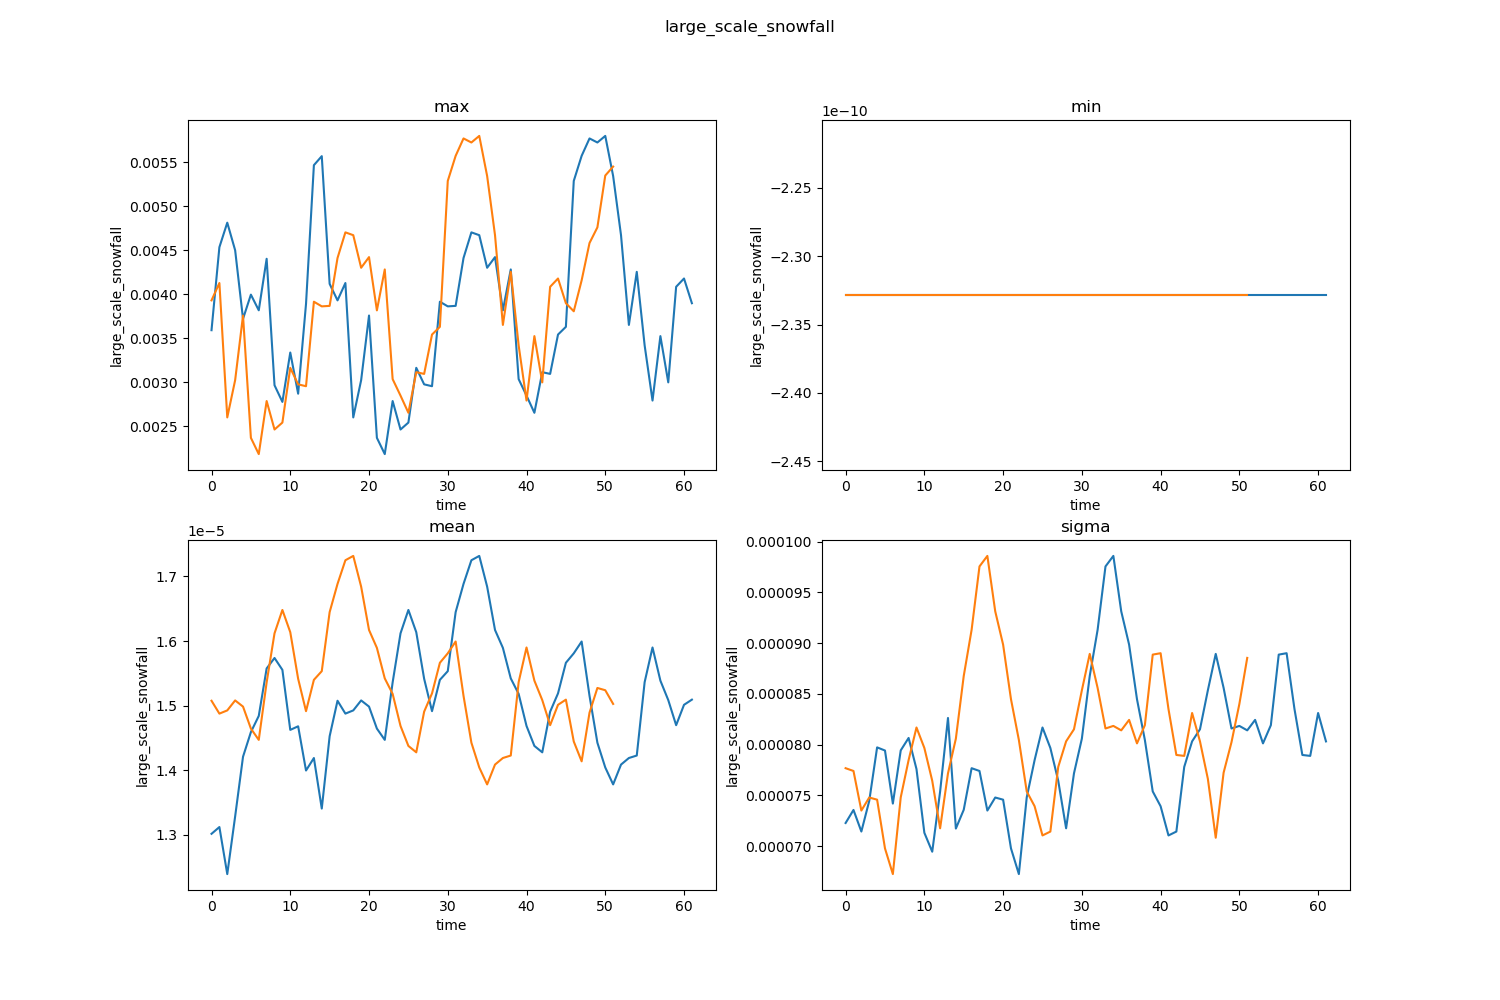 large_scale_snowfall
max
large_scale_snowfall
0.0055
0.0050
0.0045
0.0040
0.0035
0.0030
0.0025
0 10 20 30 40 50 60
time
min
1e−10
large_scale_snowfall
−2.25
−2.30
−2.35
−2.40
−2.45
0 10 20 30 40 50 60
time
mean
1e−5
large_scale_snowfall
1.7
1.6
1.5
1.4
1.3
0 10 20 30 40 50 60
time
sigma
large_scale_snowfall
0.000100
0.000095
0.000090
0.000085
0.000080
0.000075
0.000070
0 10 20 30 40 50 60
time